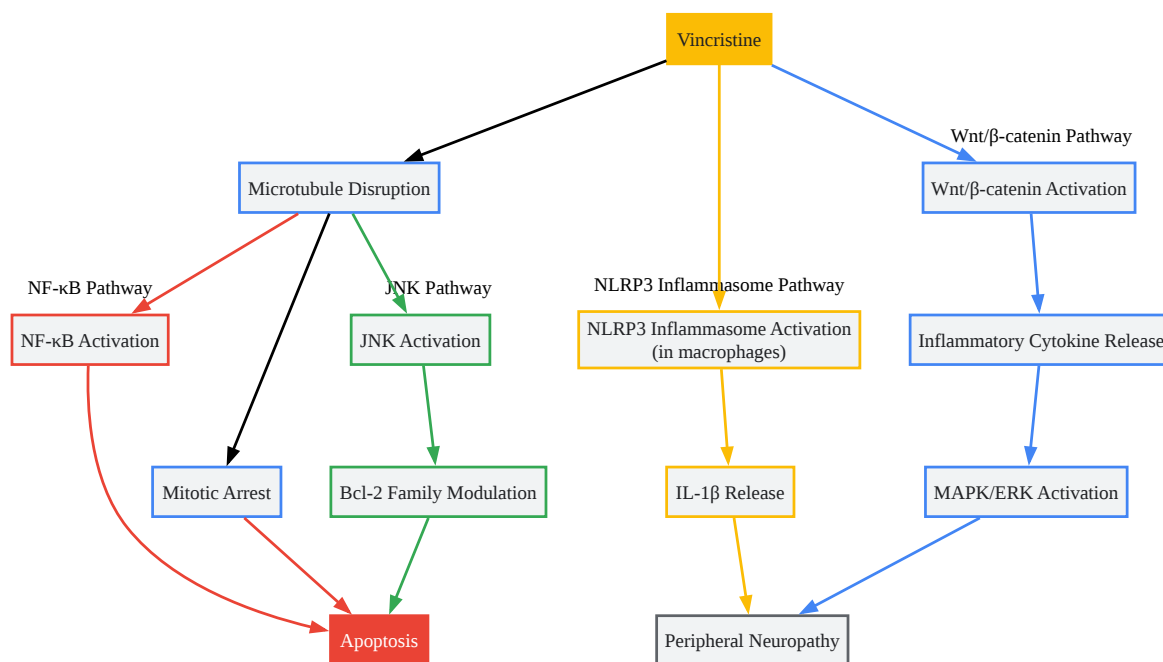 Vincristine
Wnt/β-catenin Pathway
Microtubule Disruption
Wnt/β-catenin Activation
NF-κB Pathway
JNK Pathway
NLRP3 Inflammasome Pathway
NF-κB Activation
JNK Activation
NLRP3 Inflammasome Activation
(in macrophages)
Inflammatory Cytokine Release
Mitotic Arrest
Bcl-2 Family Modulation
IL-1β Release
MAPK/ERK Activation
Apoptosis
Peripheral Neuropathy